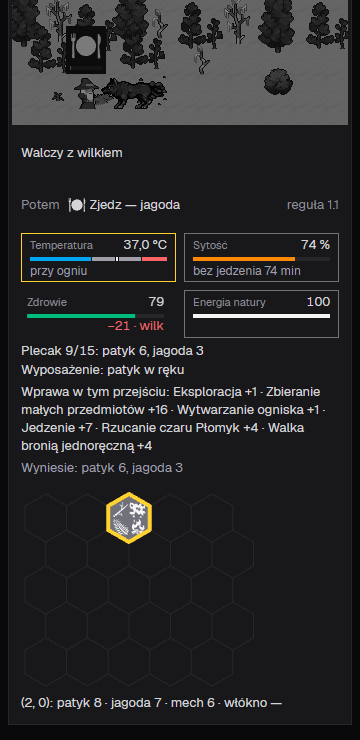 Walczy z wilkiem
Potem Zjedz — jagoda reguła 1.1
Temperatura 37,0 °C
przy ogniu
Sytość 74 %
bez jedzenia 74 min
Zdrowie 79
−21 · wilk
Energia natury 100
Plecak 9/15: patyk 6, jagoda 3
Wyposażenie: patyk w ręku
Wprawa w tym przejściu: Eksploracja +1 · Zbieranie
małych przedmiotów +16 · Wytwarzanie ogniska +1 ·
Jedzenie +7 · Rzucanie czaru Płomyk +4 · Walka
bronią jednoręczną +4
Wyniesie: patyk 6, jagoda 3
(2, 0): patyk 8 · jagoda 7 · mech 6 · włókno —